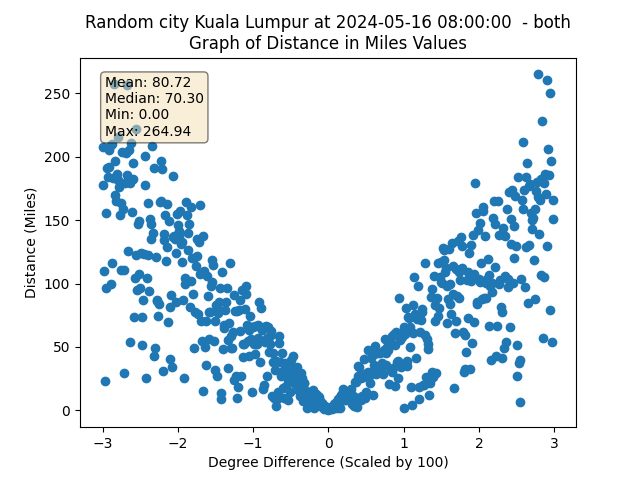 Random city Kuala Lumpur at 2024-05-16 08:00:00  - both
Graph of Distance in Miles Values
Mean: 80.72
Median: 70.30
Min: 0.00
Max: 264.94
Distance (Miles)
250
200
150
100
50
0
−3 −2 −1 0 1 2 3
Degree Difference (Scaled by 100)